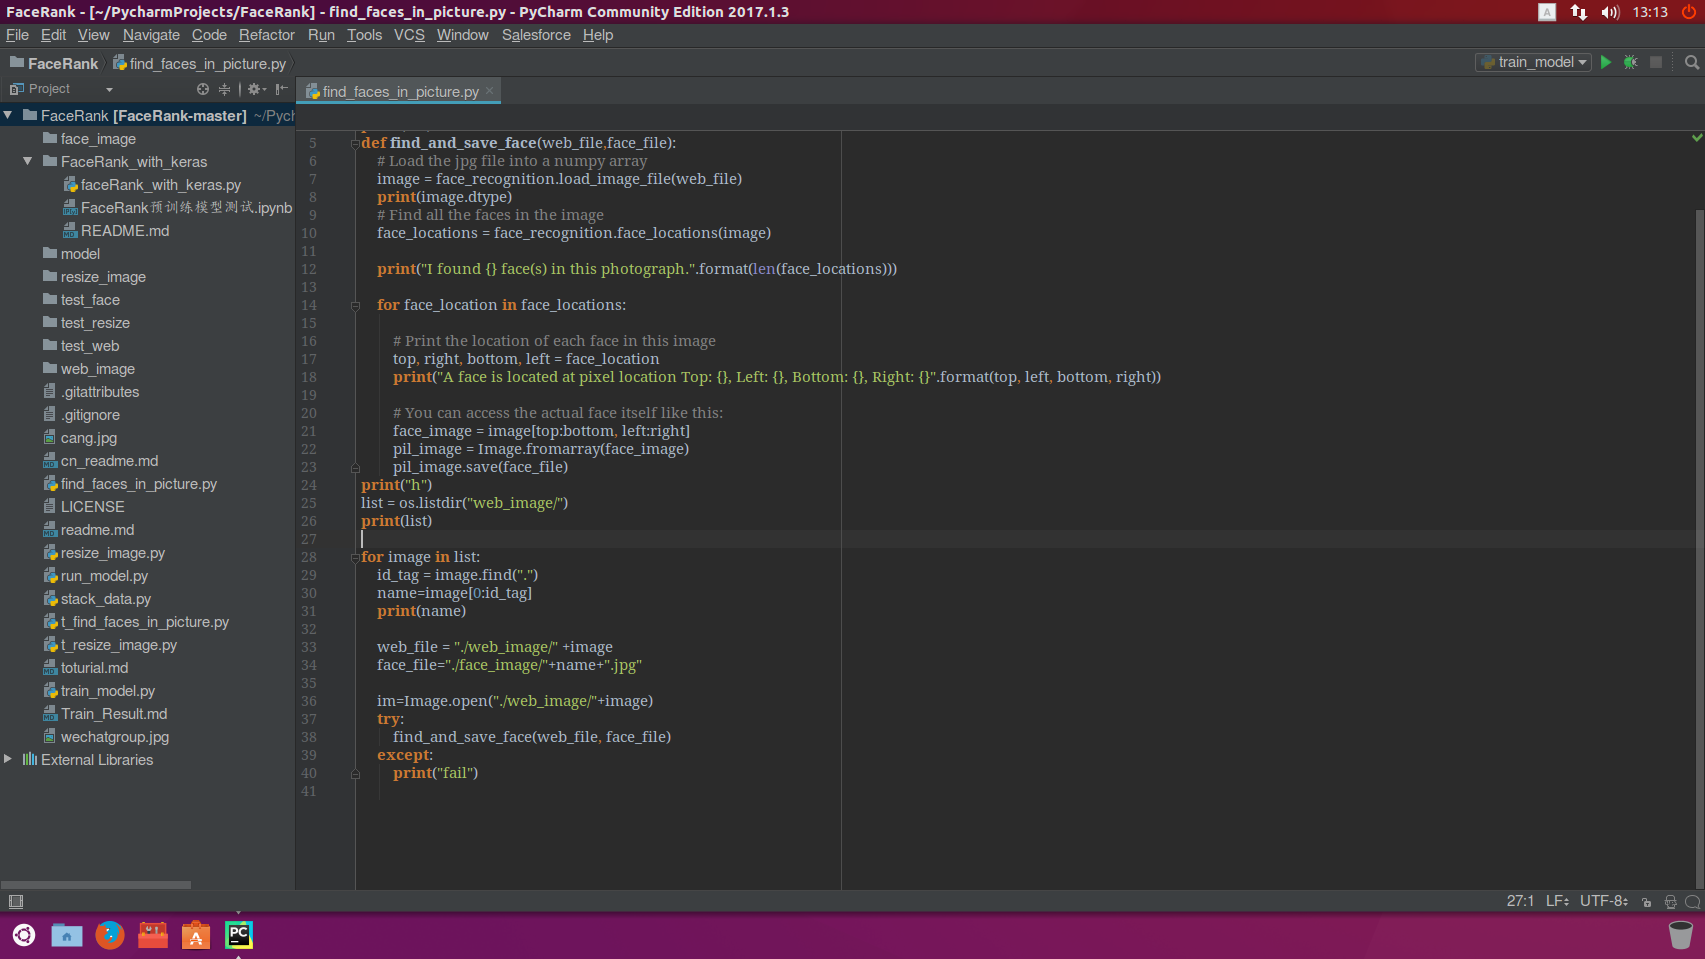 FaceRank - [~/PycharmProjects/FaceRank] - find_faces_in_picture.py - PyCharm Community Edition 2017.1.3
A
13:13
File Edit View Navigate Code Refactor Run Tools VCS Window Salesforce Help
FaceRank find_faces_in_picture.py
train_model
Project
find_faces_in_picture.py
FaceRank [FaceRank-master] ~/Pych
face_image
FaceRank_with_keras
faceRank_with_keras.py
FaceRank预训练模型测试.ipynb
README.md
model
resize_image
test_face
test_resize
test_web
web_image
.gitattributes
.gitignore
cang.jpg
cn_readme.md
find_faces_in_picture.py
LICENSE
readme.md
resize_image.py
run_model.py
stack_data.py
t_find_faces_in_picture.py
t_resize_image.py
toturial.md
train_model.py
Train_Result.md
wechatgroup.jpg
External Libraries
5 def find_and_save_face(web_file,face_file):
6 # Load the jpg file into a numpy array
7 image = face_recognition.load_image_file(web_file)
8 print(image.dtype)
9 # Find all the faces in the image
10 face_locations = face_recognition.face_locations(image)
11
12 print("I found {} face(s) in this photograph.".format(len(face_locations)))
13
14 for face_location in face_locations:
15
16 # Print the location of each face in this image
17 top, right, bottom, left = face_location
18 print("A face is located at pixel location Top: {}, Left: {}, Bottom: {}, Right: {}".format(top, left, bottom, right))
19
20 # You can access the actual face itself like this:
21 face_image = image[top:bottom, left:right]
22 pil_image = Image.fromarray(face_image)
23 pil_image.save(face_file)
24 print("h")
25 list = os.listdir("web_image/")
26 print(list)
27
28 for image in list:
29 id_tag = image.find(".")
30 name=image[0:id_tag]
31 print(name)
32
33 web_file = "./web_image/" +image
34 face_file="./face_image/"+name+".jpg"
35
36 im=Image.open("./web_image/"+image)
37 try:
38 find_and_save_face(web_file, face_file)
39 except:
40 print("fail")
41
27:1 LF UTF-8
PC